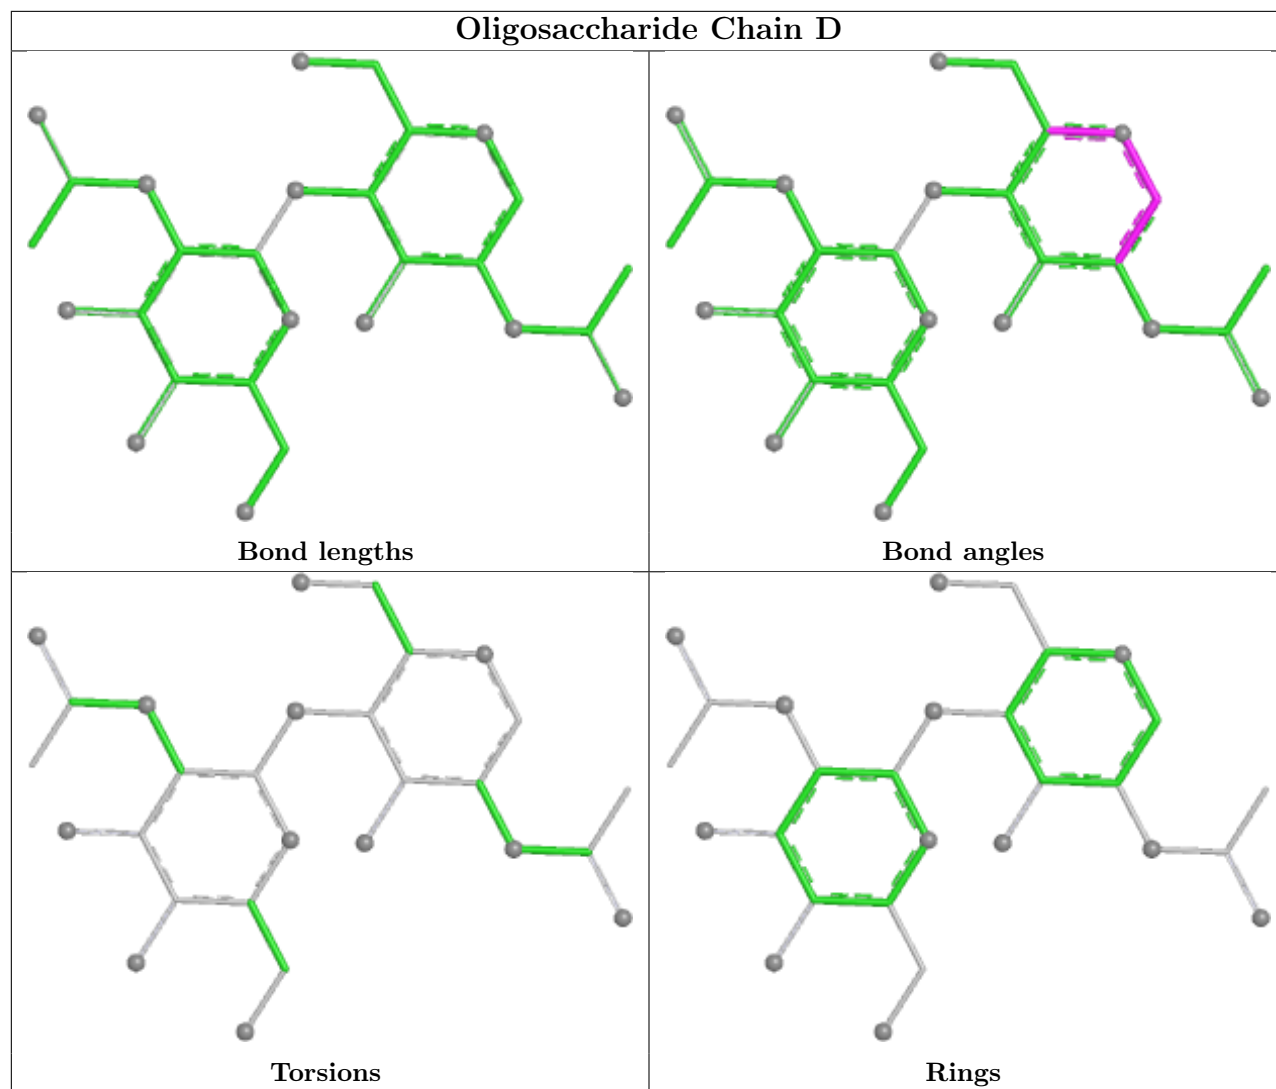 Oligosaccharide Chain D
Bond lengths
Bond angles
Torsions
Rings